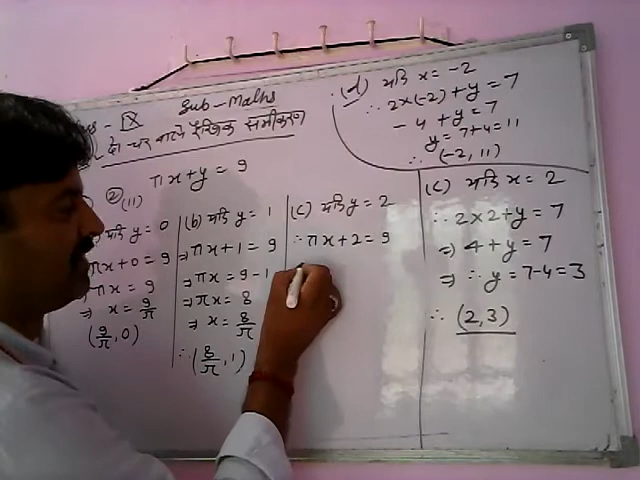 Sub-Maths
IX
दो चर वाले रैखिक समीकरण
② (ii) πx+y = 9
यदि y = 0
πx+0 = 9
πx = 9
⇒ x = 9/π
(9/π, 0)
(b) यदि y = 1
⇒ πx+1 = 9
⇒ πx = 9-1
⇒ πx = 8
⇒ x = 8/π
∴ (8/π, 1)
(c) यदि y = 2
∴ πx+2 = 9
(d) यदि x = -2
∴ 2x(-2)+y = 7
-4+y = 7
y = 7+4 = 11
∴ (-2, 11)
(c) यदि x = 2
∴ 2x2+y = 7
⇒ 4+y = 7
⇒ ∴ y = 7-4 = 3
∴ (2, 3)